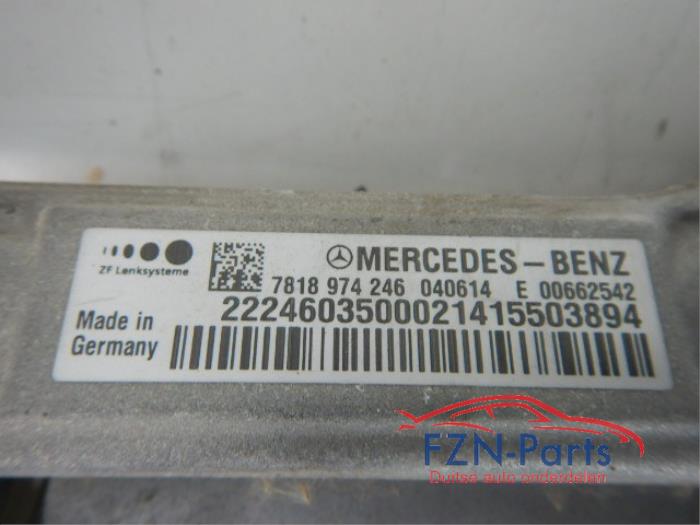 ZF Lenksysteme
MERCEDES-BENZ
7818 974 246 040614 E 00662542
2224603500021415503894
Made in
Germany
FZN-Parts
Duitse auto onderdelen